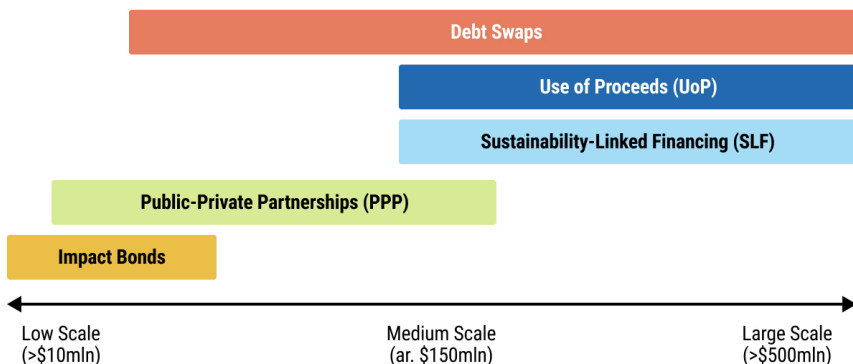 Debt Swaps
Use of Proceeds (UoP)
Sustainability-Linked Financing (SLF)
Public-Private Partnerships (PPP)
Impact Bonds
Low Scale
(>$10mln)
Medium Scale
(ar. $150mln)
Large Scale
(>$500mln)